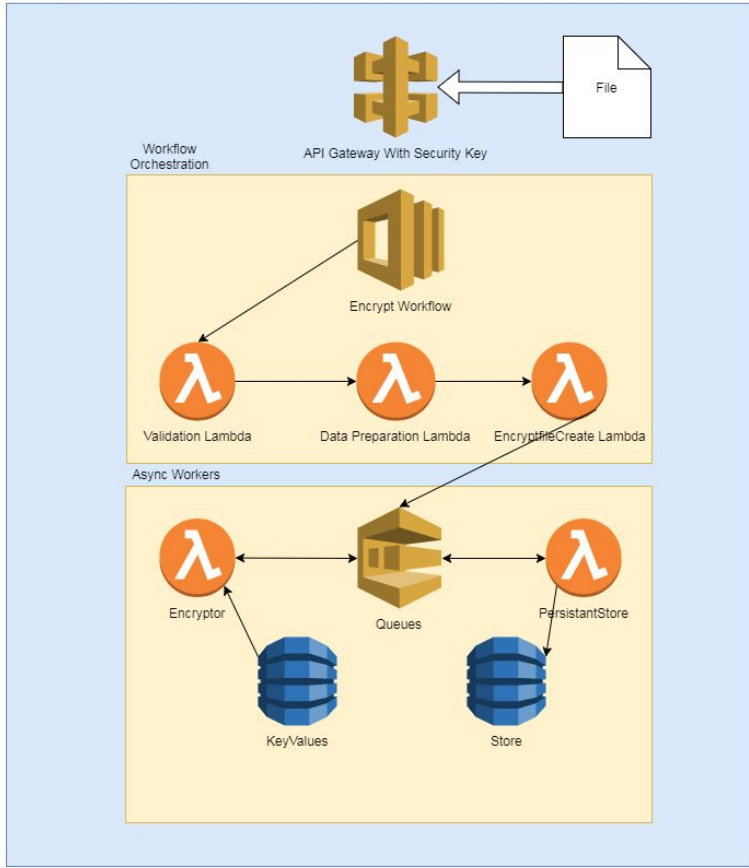 File
API Gateway With Security Key
Workflow
Orchestration
Encrypt Workflow
Validation Lambda
Data Preparation Lambda
EncryptfileCreate Lambda
Async Workers
Encryptor
Queues
PersistantStore
KeyValues
Store